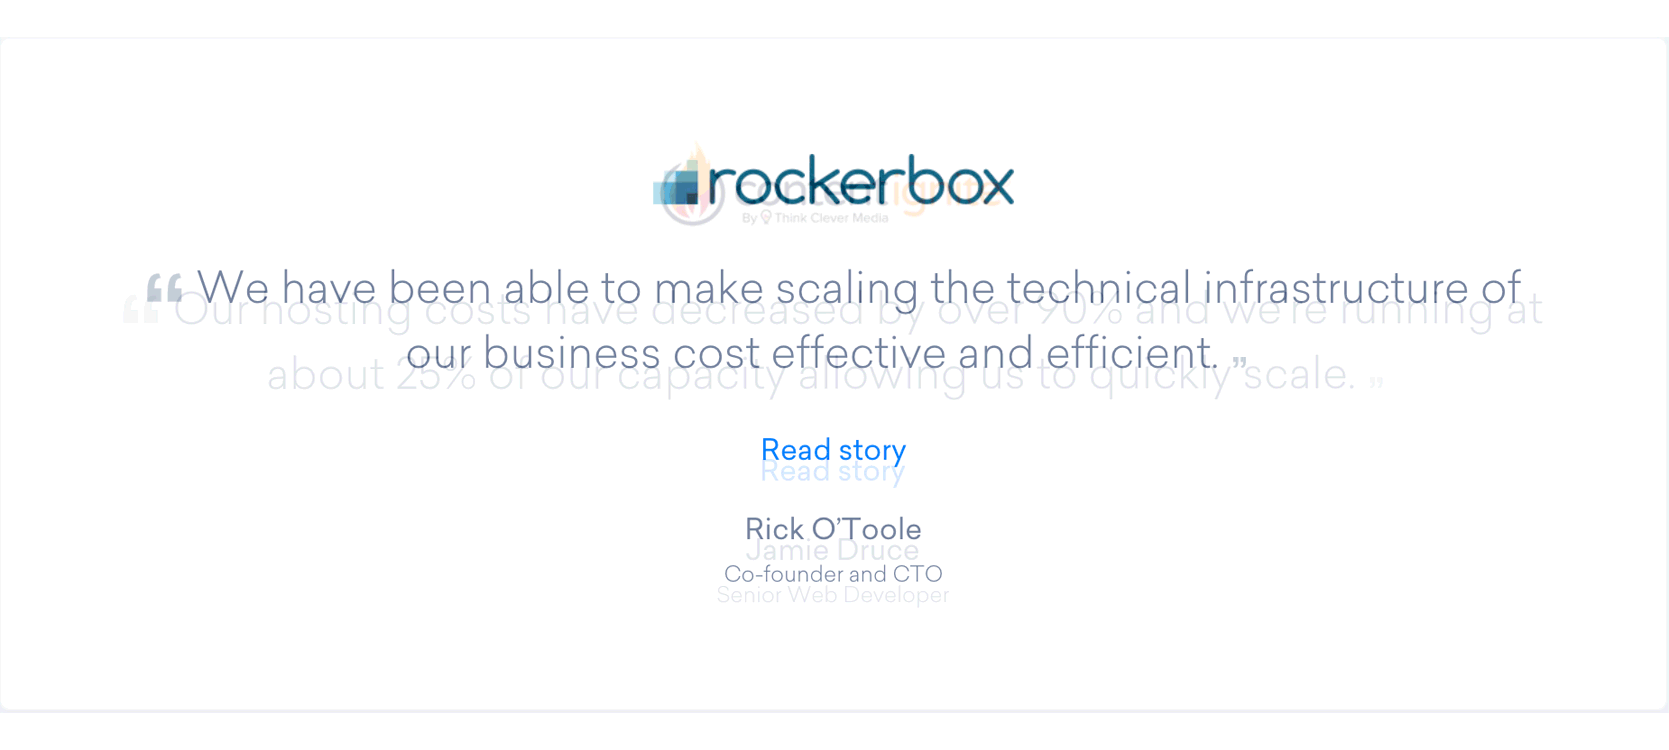 rockerbox
contentignite
By Think Clever Media
“ We have been able to make scaling the technical infrastructure of
our business cost effective and efficient. ”
“ Our hosting costs have decreased by over 90% and we're running at
about 25% of our capacity allowing us to quickly scale. ”
Read story
Read story
Rick O’Toole
Jamie Druce
Co-founder and CTO
Senior Web Developer